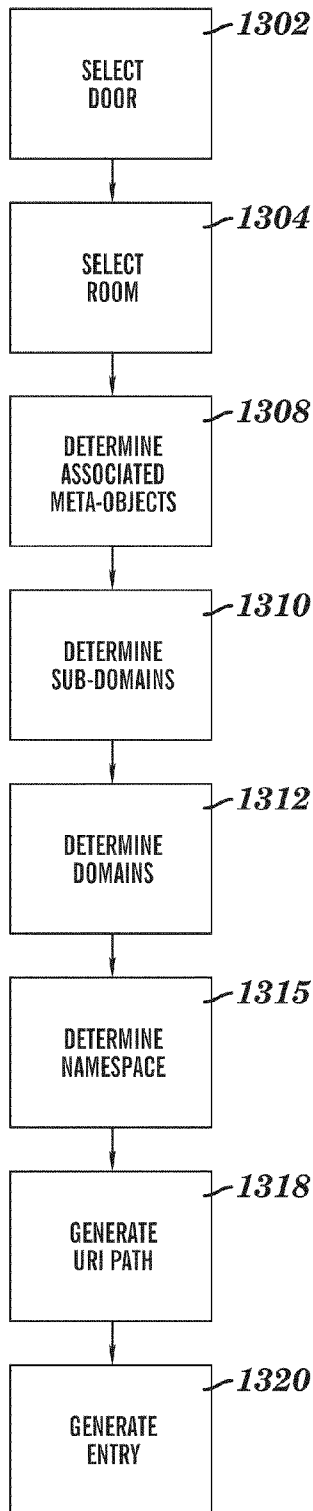 1302
SELECT
DOOR
1304
SELECT
ROOM
1308
DETERMINE
ASSOCIATED
META-OBJECTS
1310
DETERMINE
SUB-DOMAINS
1312
DETERMINE
DOMAINS
1315
DETERMINE
NAMESPACE
1318
GENERATE
URI PATH
1320
GENERATE
ENTRY